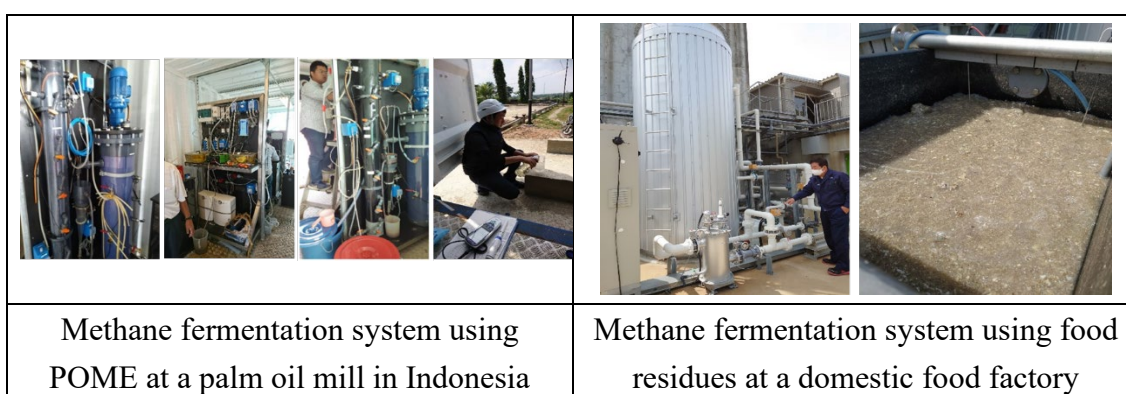 Methane fermentation system using
POME at a palm oil mill in Indonesia
Methane fermentation system using food
residues at a domestic food factory